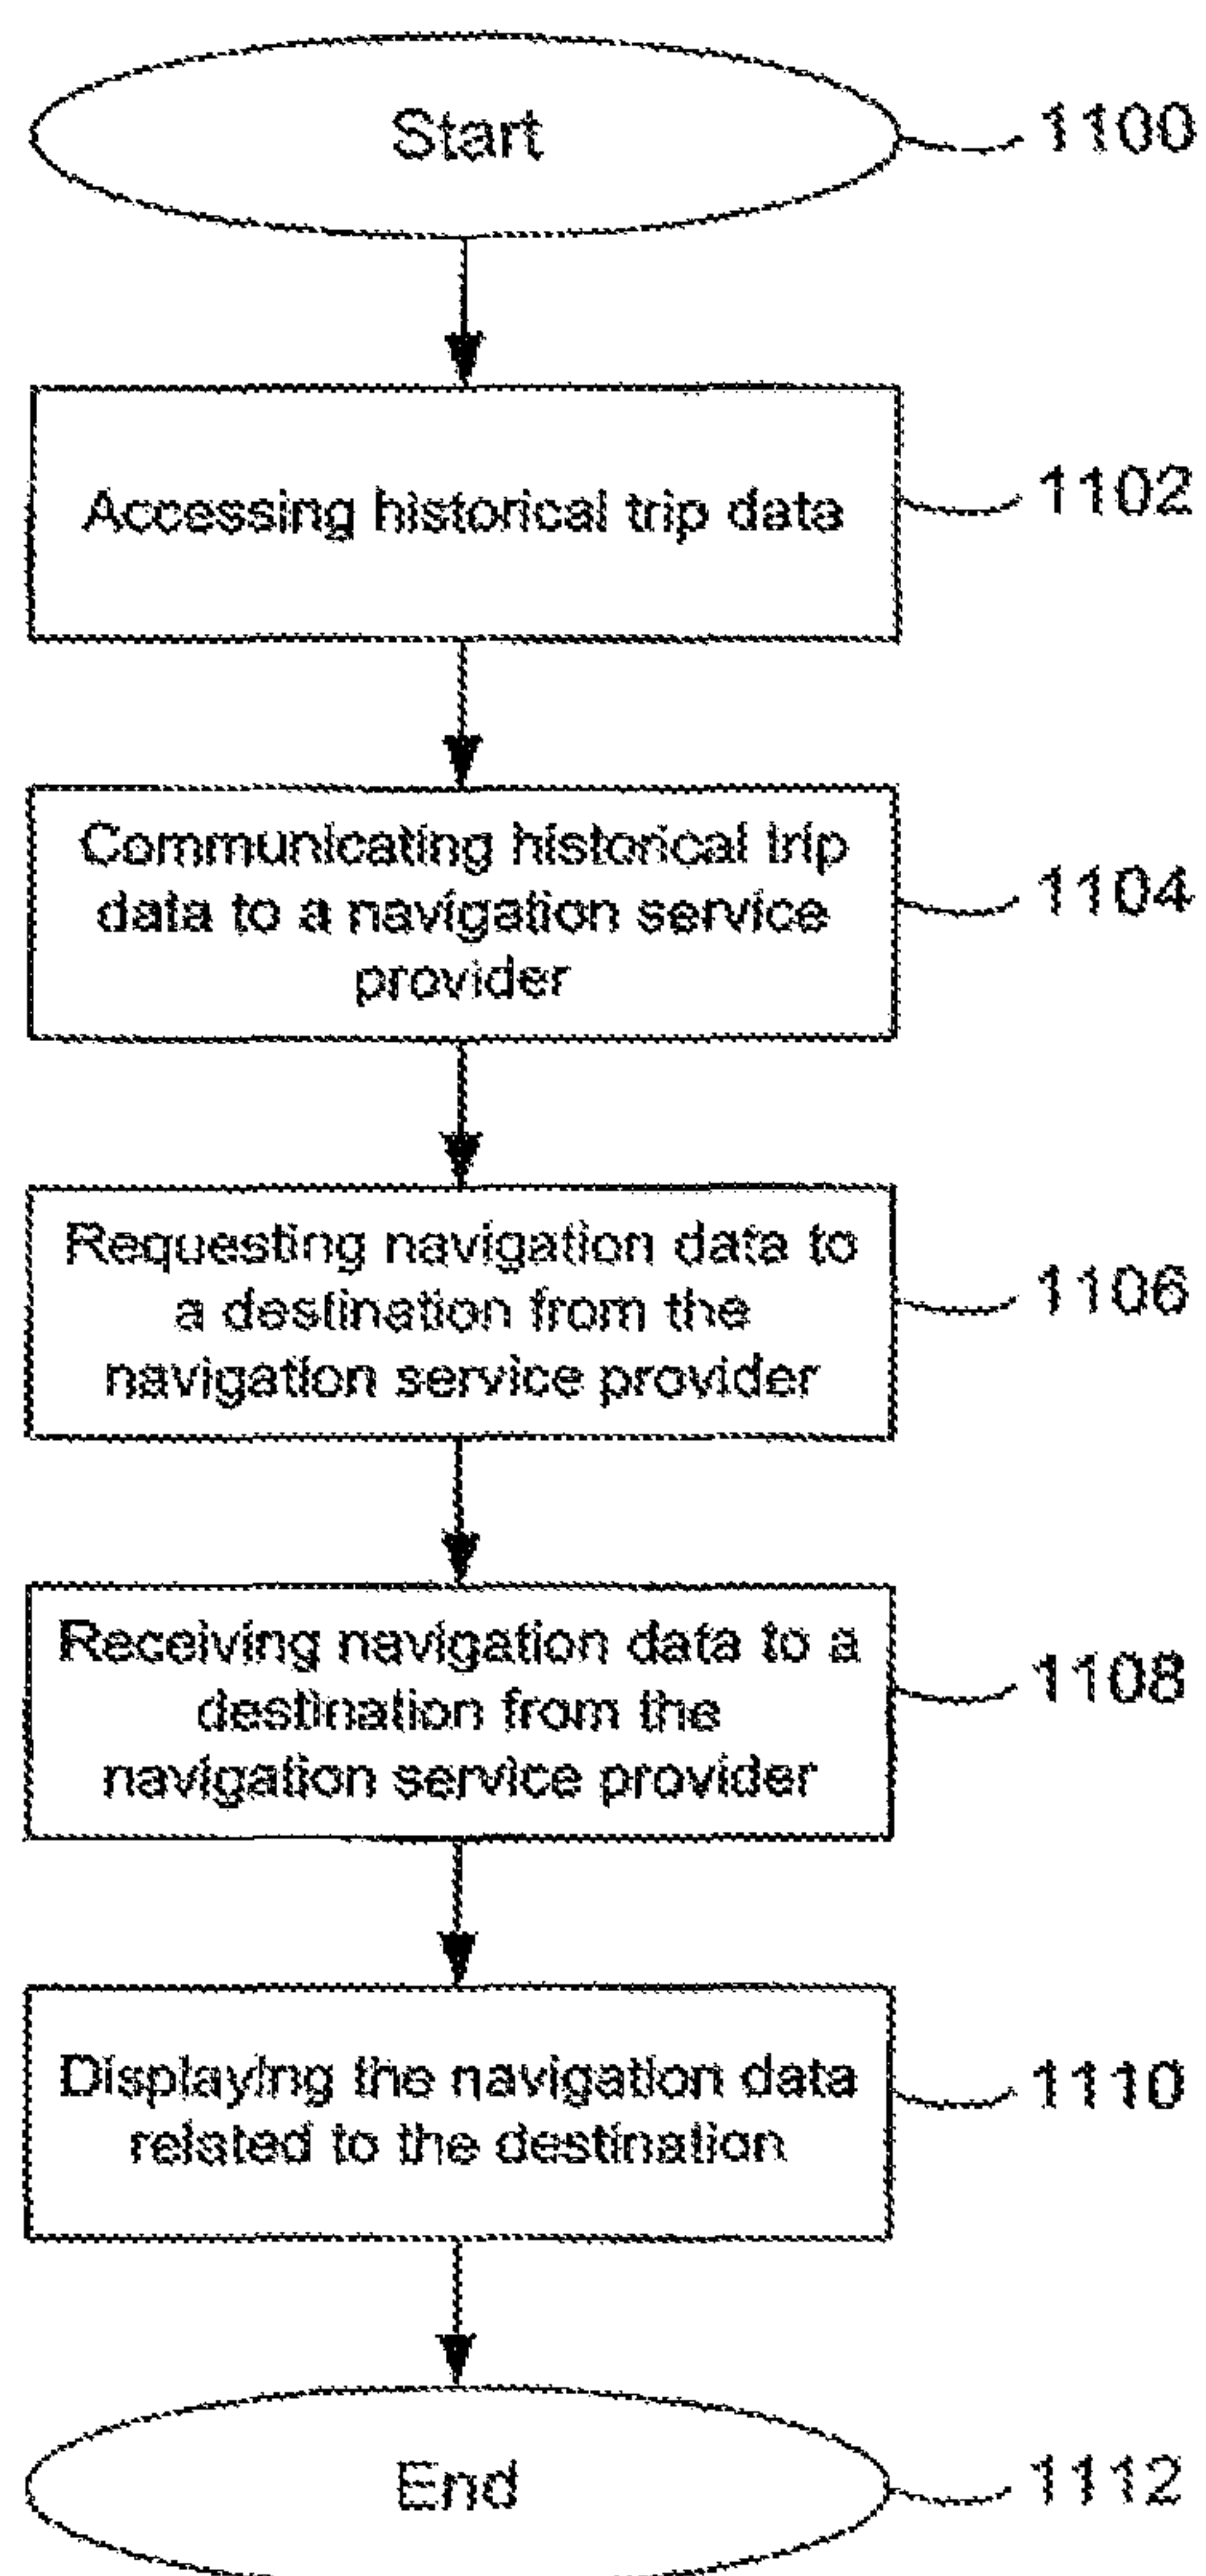 Start
1100
Accessing historical trip data
1102
Communicating historical trip
data to a navigation service
provider
1104
Requesting navigation data to
a destination from the
navigation service provider
1106
Receiving navigation data to a
destination from the
navigation service provider
1108
Displaying the navigation data
related to the destination
1110
End
1112